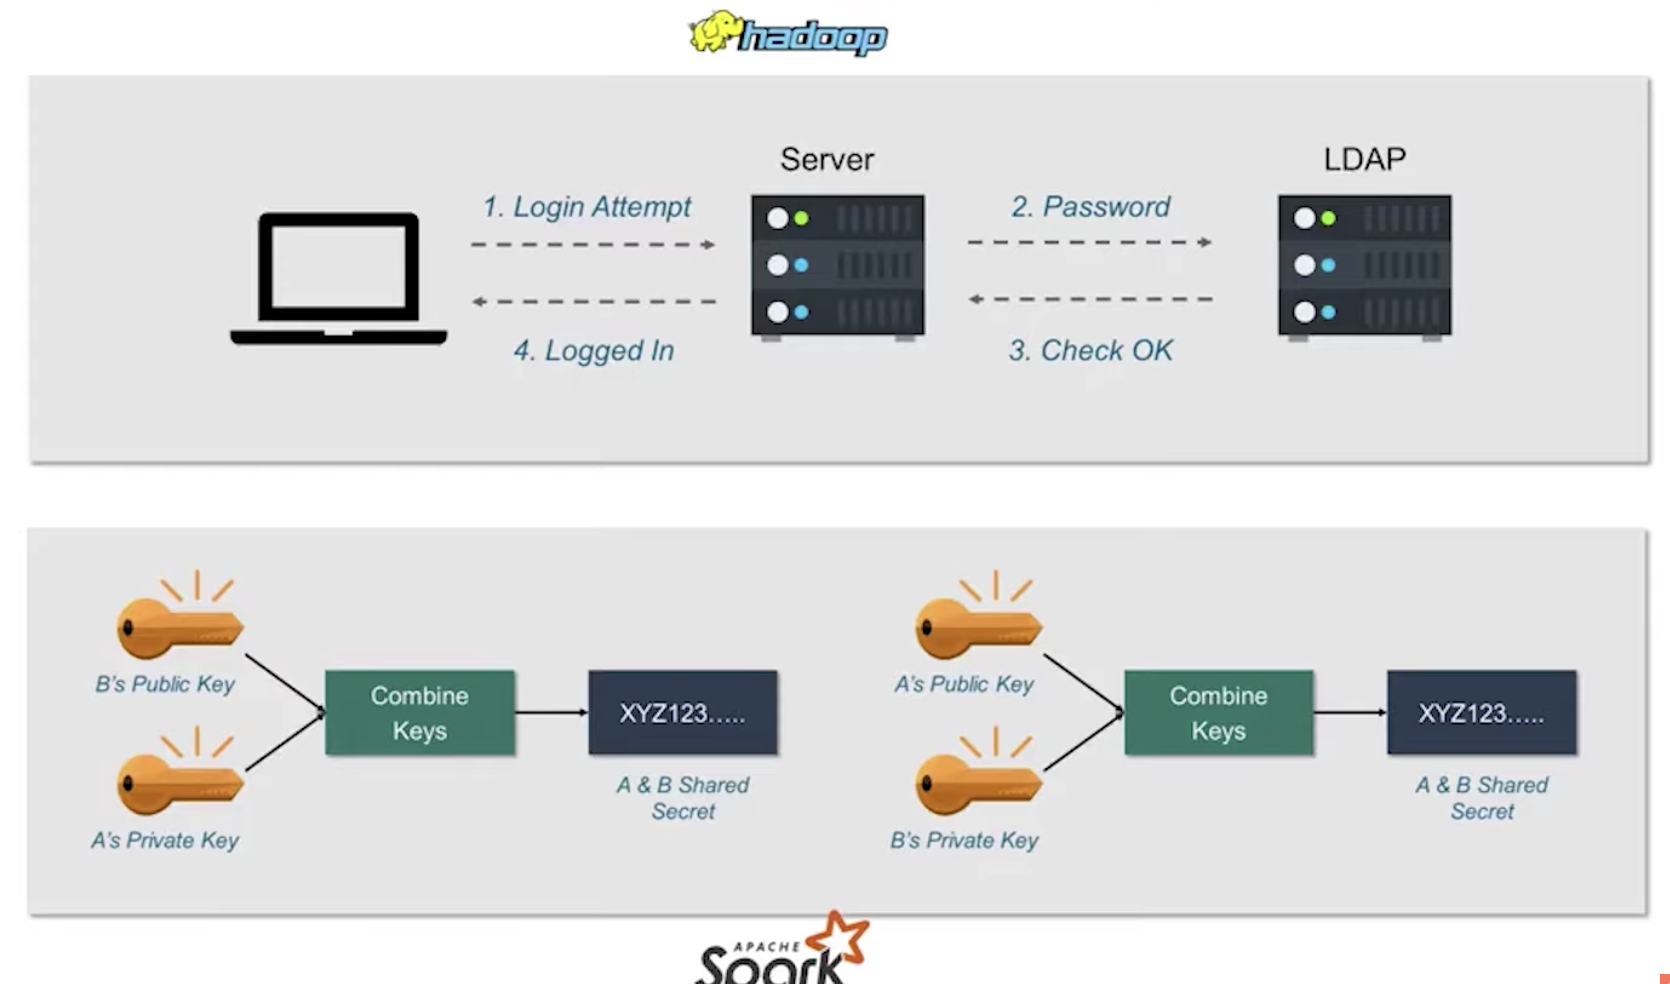 hadoop
Server
LDAP
1. Login Attempt
2. Password
4. Logged In
3. Check OK
B's Public Key
A's Public Key
Combine
Keys
XYZ123.....
Combine
Keys
XYZ123.....
A & B Shared
Secret
A & B Shared
Secret
A's Private Key
B's Private Key
APACHE
Spark